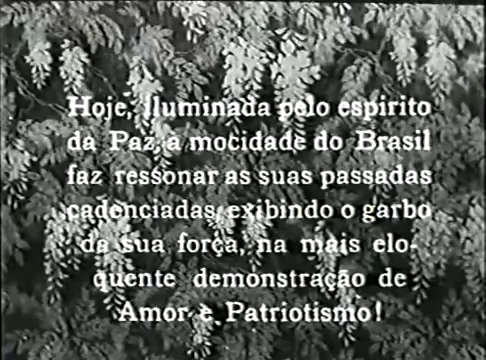 Hoje, iluminada pelo espirito
da Paz, a mocidade do Brasil
faz ressonar as suas passadas
cadenciadas, exibindo o garbo
da sua força, na mais elo-
quente demonstração de
Amor e Patriotismo!